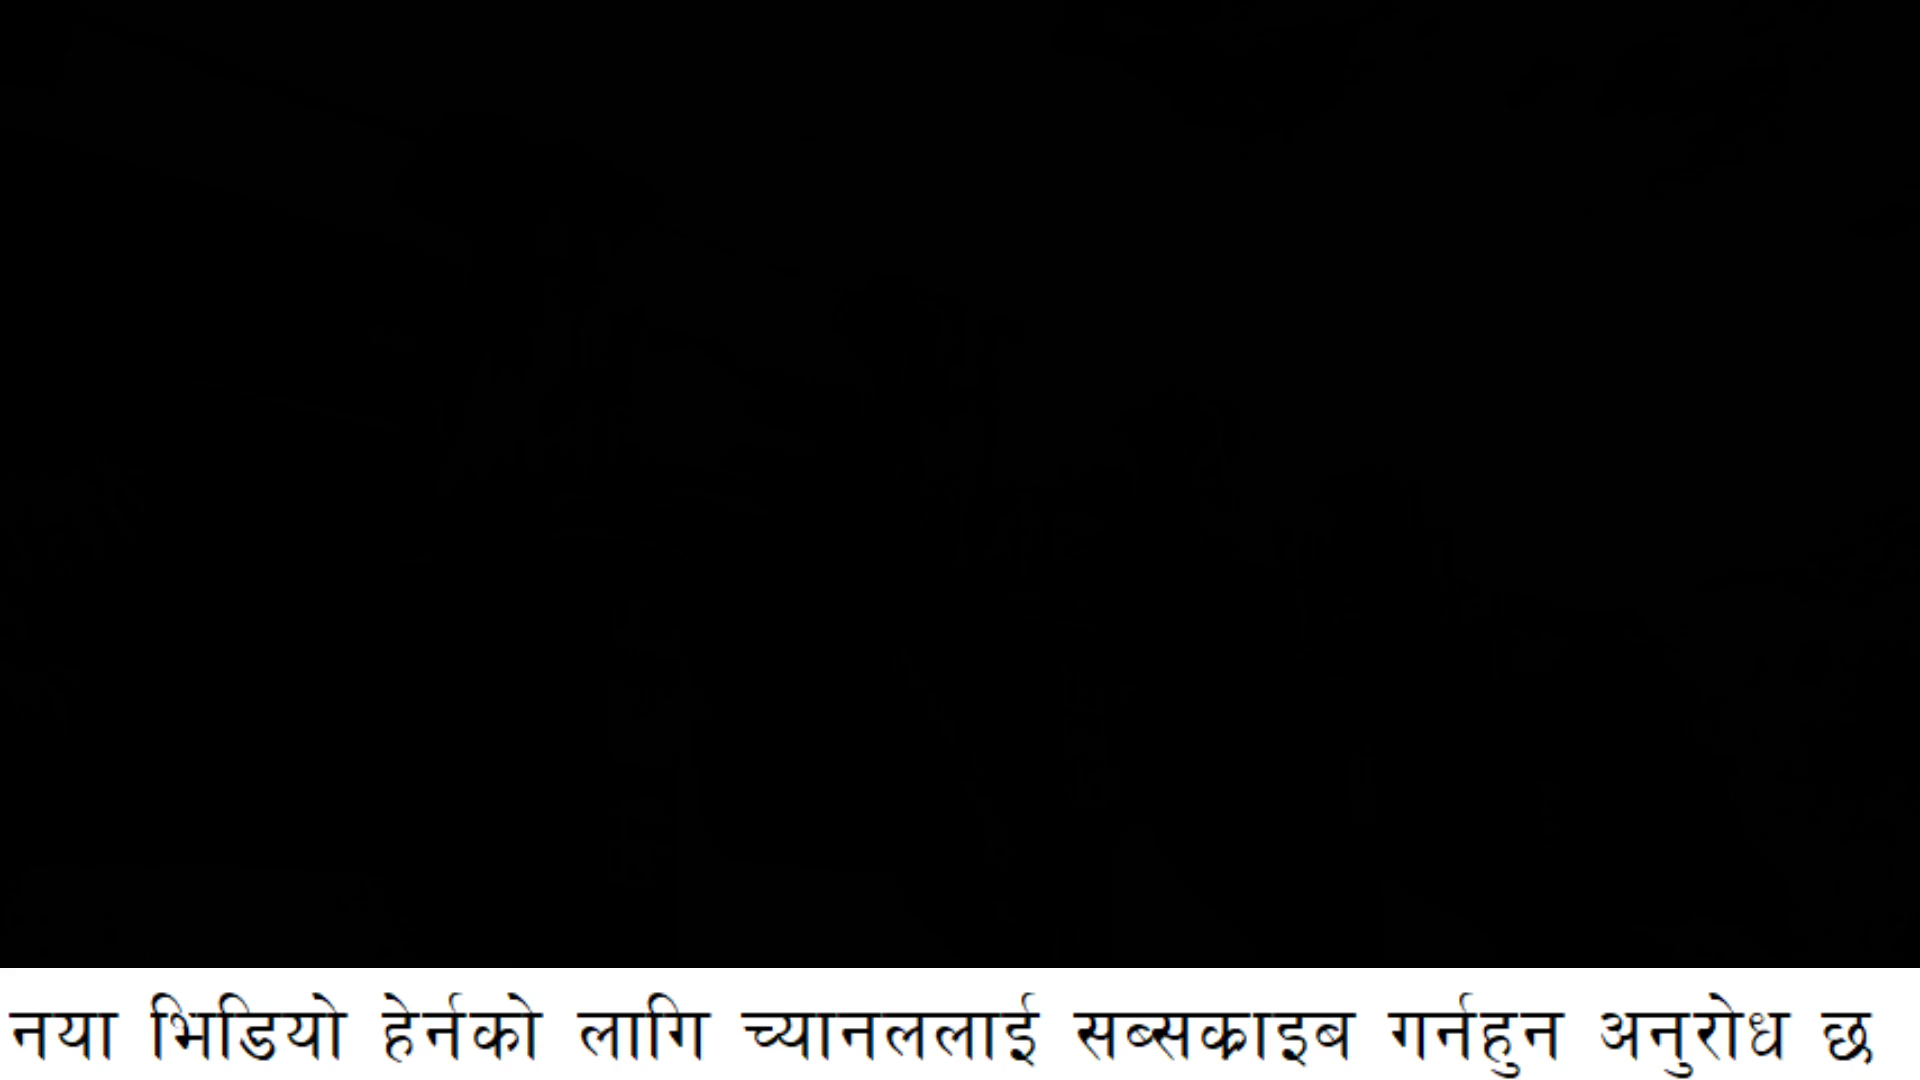 नया भिडियो हेर्नको लागि च्यानललाई सब्सक्राइब गर्नहुन अनुरोध छ